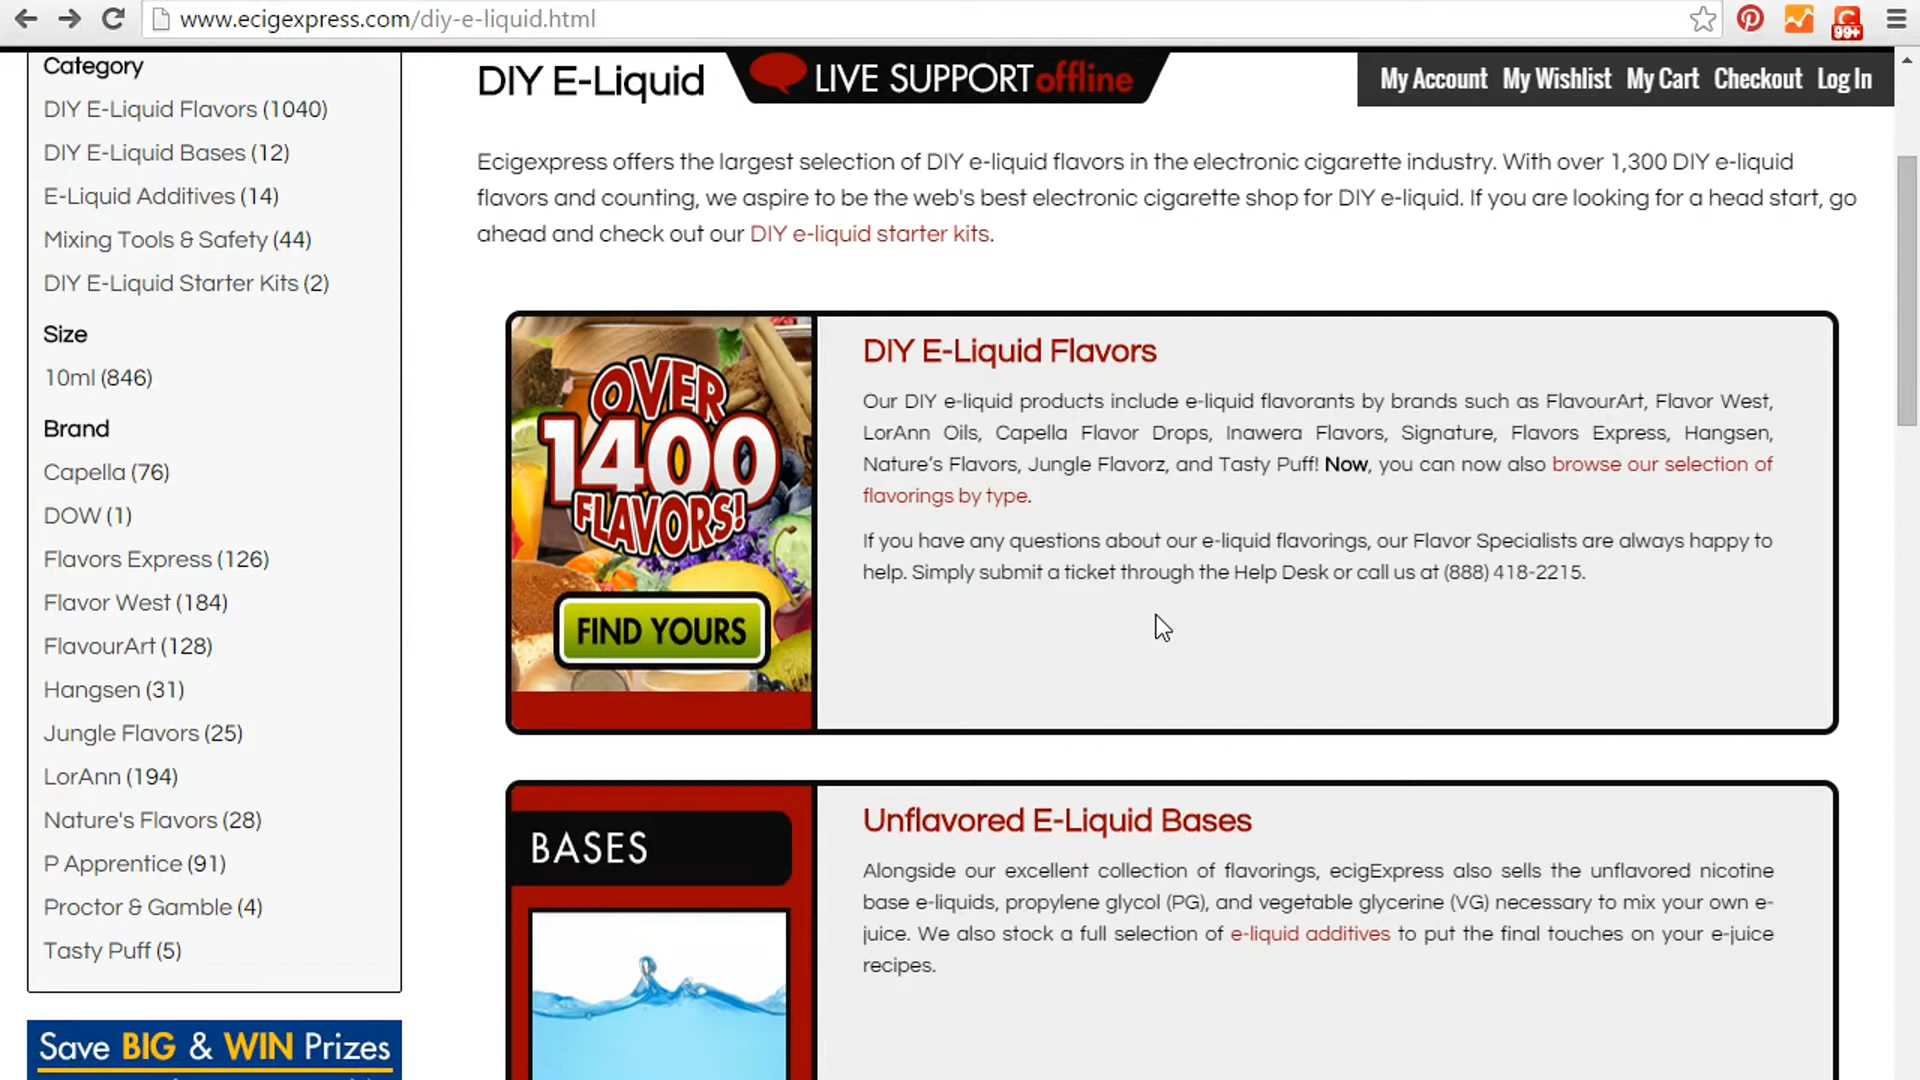 www.ecigexpress.com/diy-e-liquid.html
99+
Category
DIY E-Liquid Flavors (1040)
DIY E-Liquid Bases (12)
E-Liquid Additives (14)
Mixing Tools & Safety (44)
DIY E-Liquid Starter Kits (2)
Size
10ml (846)
Brand
Capella (76)
DOW (1)
Flavors Express (126)
Flavor West (184)
FlavourArt (128)
Hangsen (31)
Jungle Flavors (25)
LorAnn (194)
Nature's Flavors (28)
P Apprentice (91)
Proctor & Gamble (4)
Tasty Puff (5)
Save BIG & WIN Prizes
DIY E-Liquid
LIVE SUPPORT offline
My Account My Wishlist My Cart Checkout Log In
Ecigexpress offers the largest selection of DIY e-liquid flavors in the electronic cigarette industry. With over 1,300 DIY e-liquid
flavors and counting, we aspire to be the web's best electronic cigarette shop for DIY e-liquid. If you are looking for a head start, go
ahead and check out our DIY e-liquid starter kits.
OVER
1400
FLAVORS!
FIND YOURS
DIY E-Liquid Flavors
Our DIY e-liquid products include e-liquid flavorants by brands such as FlavourArt, Flavor West,
LorAnn Oils, Capella Flavor Drops, Inawera Flavors, Signature, Flavors Express, Hangsen,
Nature's Flavors, Jungle Flavorz, and Tasty Puff! Now, you can now also browse our selection of
flavorings by type.
If you have any questions about our e-liquid flavorings, our Flavor Specialists are always happy to
help. Simply submit a ticket through the Help Desk or call us at (888) 418-2215.
BASES
Unflavored E-Liquid Bases
Alongside our excellent collection of flavorings, ecigExpress also sells the unflavored nicotine
base e-liquids, propylene glycol (PG), and vegetable glycerine (VG) necessary to mix your own e-
juice. We also stock a full selection of e-liquid additives to put the final touches on your e-juice
recipes.